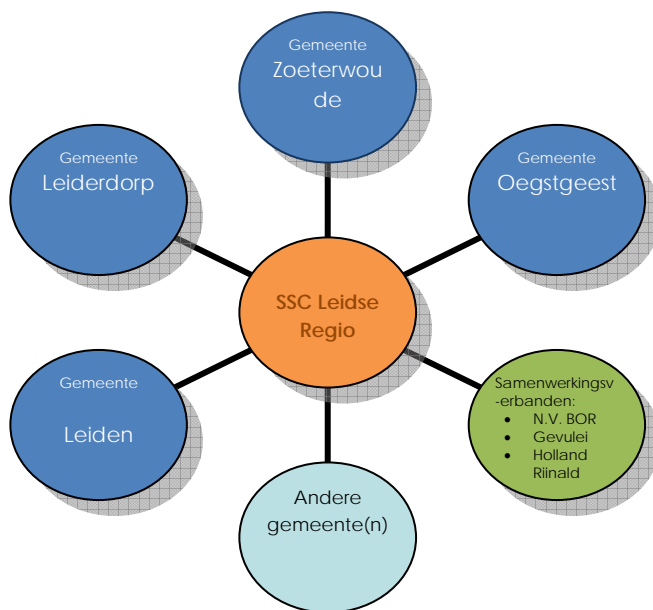 Gemeente
Zoeterwou
de
Gemeente
Leiderdorp
Gemeente
Oegstgeest
SSC Leidse
Regio
Gemeente
Leiden
Samenwerkingsv
-erbanden:
• N.V. BOR
• Gevulei
• Holland
Riinald
Andere
gemeente(n)